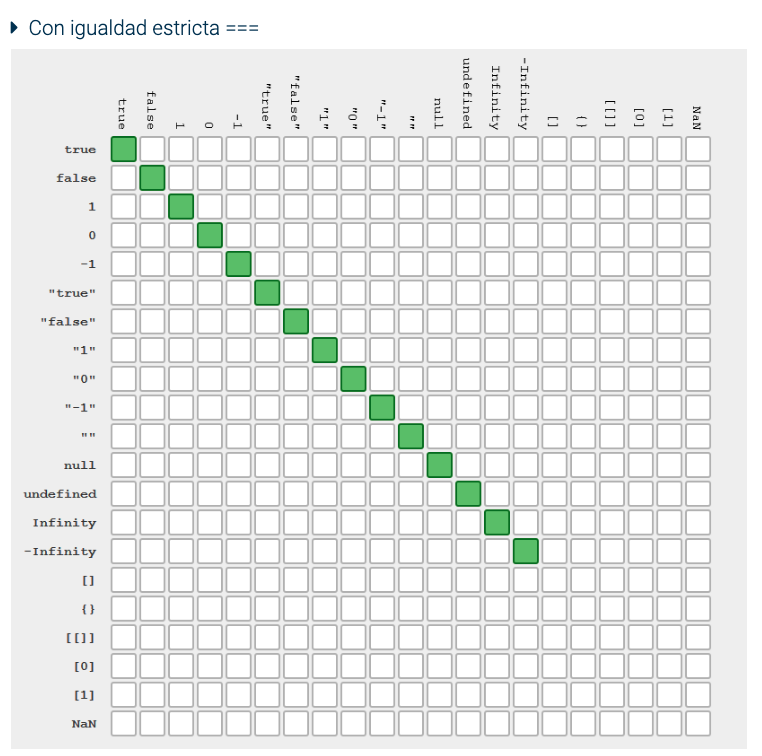 Con igualdad estricta ===
true
false
1
0
-1
"true"
"false"
"1"
"0"
"-1"
""
null
undefined
Infinity
-Infinity
[]
{}
[[]]
[0]
[1]
NaN
true
false
1
0
-1
"true"
"false"
"1"
"0"
"-1"
""
null
undefined
Infinity
-Infinity
[]
{}
[[]]
[0]
[1]
NaN